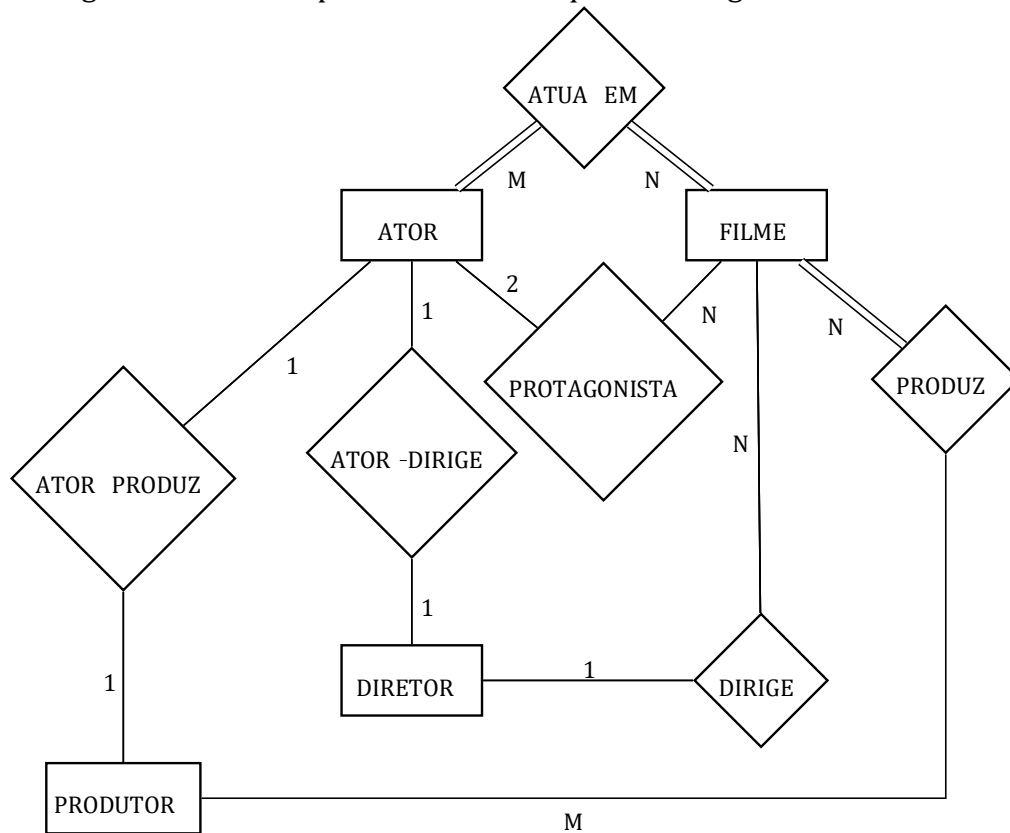 ATUA EM
M
N
ATOR
FILME
2
1
N
N
1
PROTAGONISTA
PRODUZ
N
ATOR -DIRIGE
ATOR PRODUZ
1
1
DIRETOR
1
DIRIGE
PRODUTOR
M